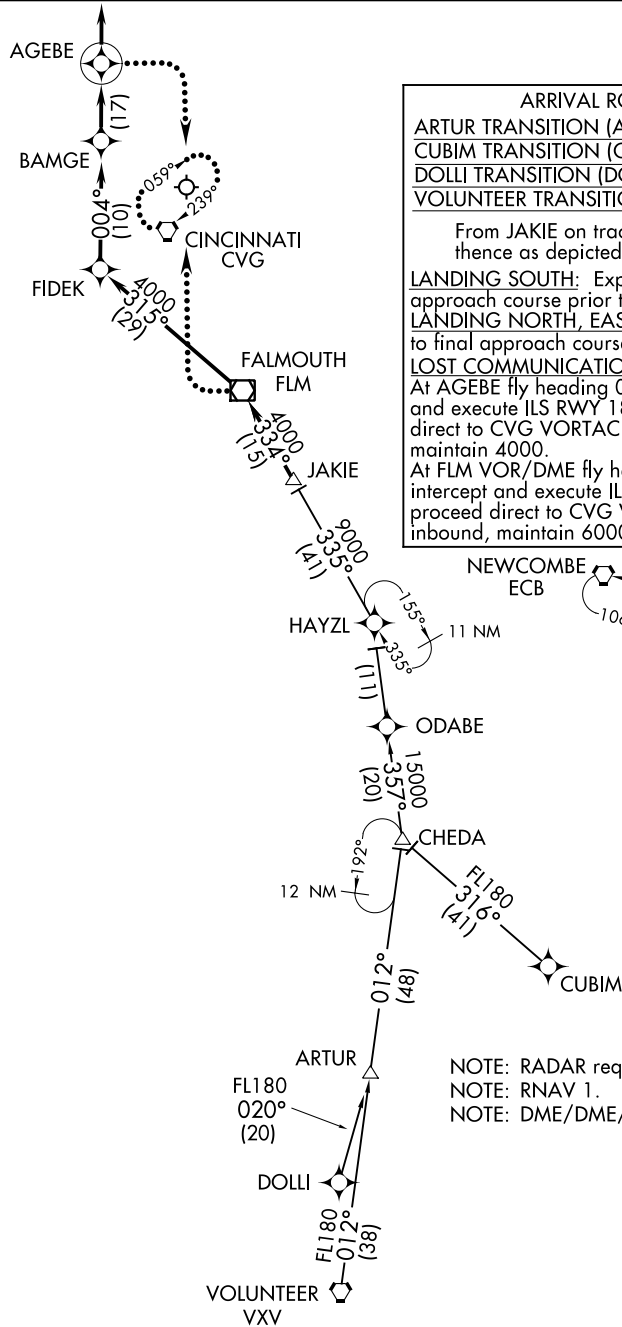 AGEBE
(17)
BAMGE
004°
(10)
FIDEK
059°
239°
CINCINNATI
CVG
4000
315°
(29)
FALMOUTH
FLM
4000
334°
(15)
JAKIE
9000
335°
(41)
HAYZL
155°
335°
11 NM
(11)
ODABE
15000
357°
(20)
CHEDA
192°
12 NM
FL180
316°
(41)
CUBIM
012°
(48)
ARTUR
FL180
020°
(20)
DOLLI
FL180
012°
(38)
VOLUNTEER
VXV
ARRIVAL RO
ARTUR TRANSITION (A
CUBIM TRANSITION (C
DOLLI TRANSITION (DO
VOLUNTEER TRANSITIO
From JAKIE on trac
thence as depicted
LANDING SOUTH: Exp
approach course prior t
LANDING NORTH, EAS
to final approach cours
LOST COMMUNICATIO
At AGEBE fly heading 0
and execute ILS RWY 18
direct to CVG VORTAC
maintain 4000.
At FLM VOR/DME fly he
intercept and execute IL
proceed direct to CVG V
inbound, maintain 6000
NEWCOMBE
ECB
NOTE: RADAR req
NOTE: RNAV 1.
NOTE: DME/DME/